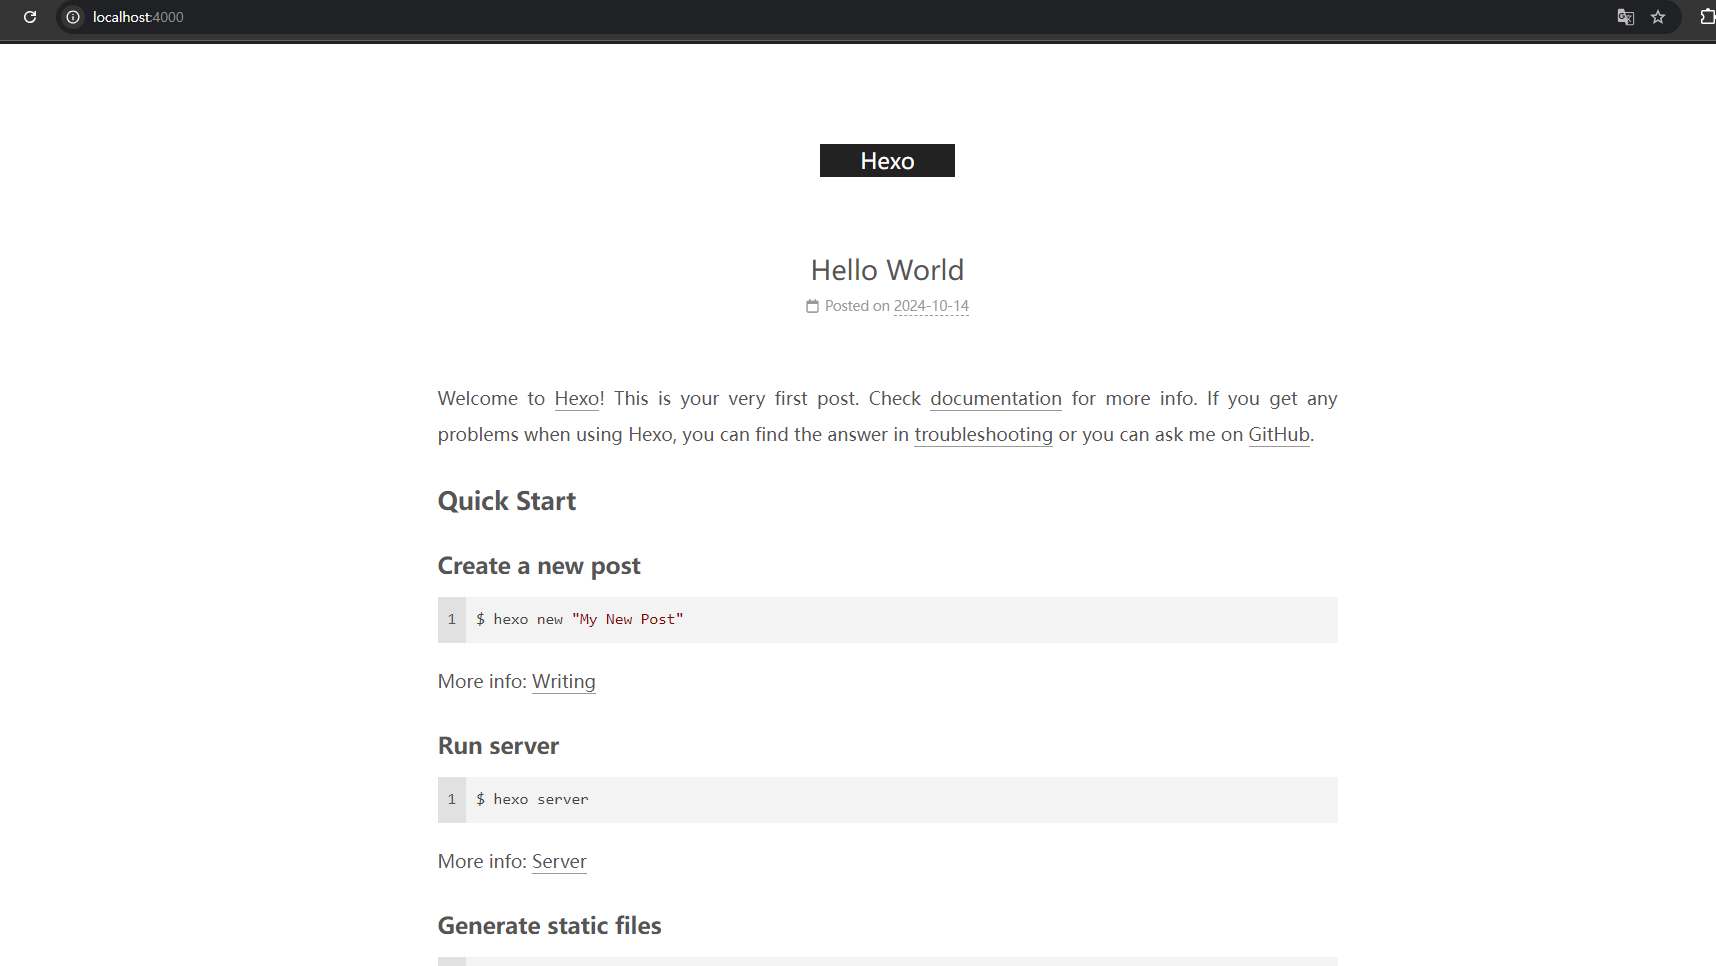 localhost:4000
Hexo
Hello World
Posted on 2024-10-14
Welcome to Hexo! This is your very first post. Check documentation for more info. If you get any
problems when using Hexo, you can find the answer in troubleshooting or you can ask me on GitHub.
Quick Start
Create a new post
1 $ hexo new "My New Post"
More info: Writing
Run server
1 $ hexo server
More info: Server
Generate static files